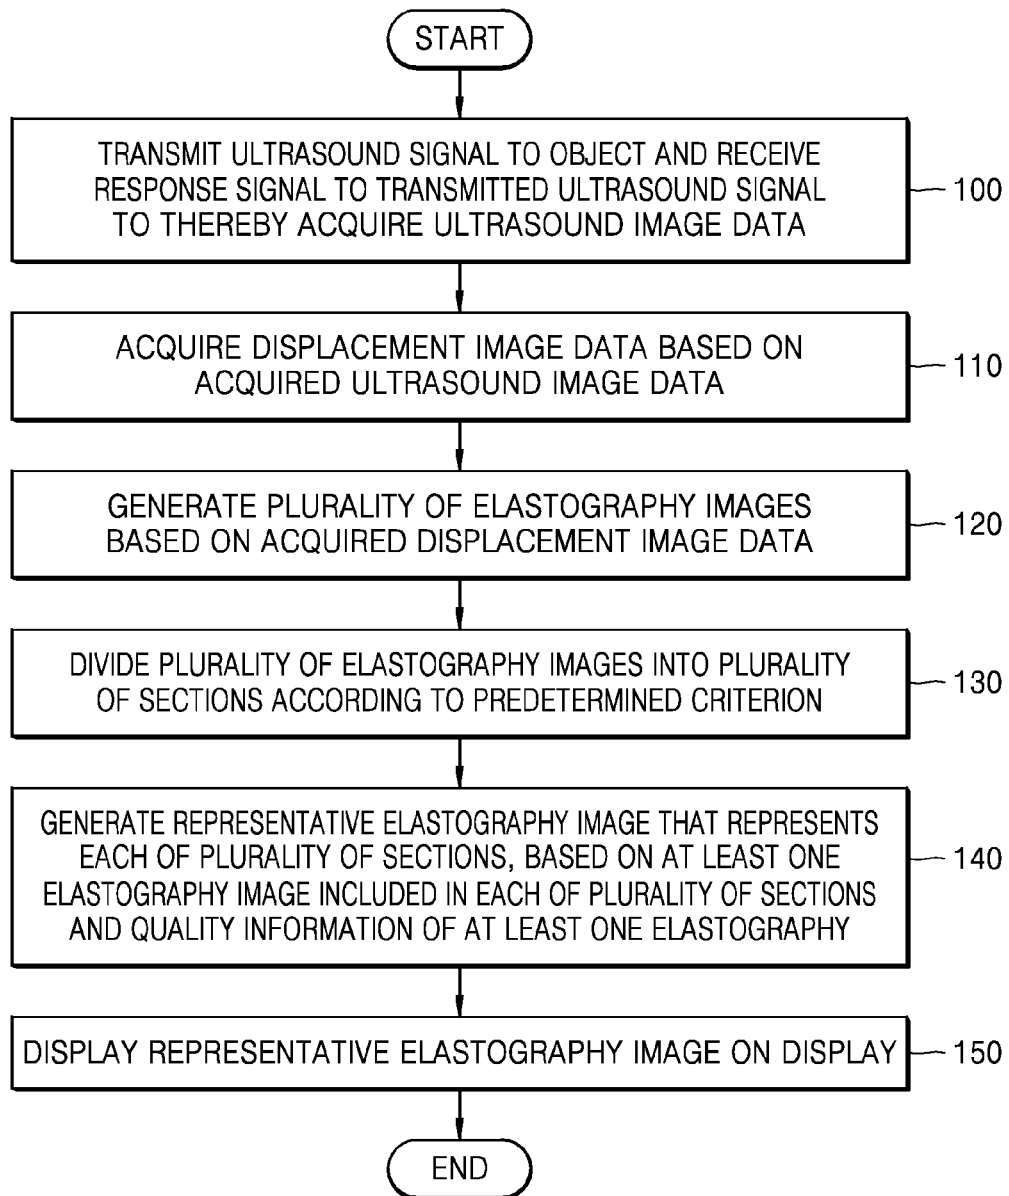 START
TRANSMIT ULTRASOUND SIGNAL TO OBJECT AND RECEIVE
RESPONSE SIGNAL TO TRANSMITTED ULTRASOUND SIGNAL
TO THEREBY ACQUIRE ULTRASOUND IMAGE DATA
100
ACQUIRE DISPLACEMENT IMAGE DATA BASED ON
ACQUIRED ULTRASOUND IMAGE DATA
110
GENERATE PLURALITY OF ELASTOGRAPHY IMAGES
BASED ON ACQUIRED DISPLACEMENT IMAGE DATA
120
DIVIDE PLURALITY OF ELASTOGRAPHY IMAGES INTO PLURALITY
OF SECTIONS ACCORDING TO PREDETERMINED CRITERION
130
GENERATE REPRESENTATIVE ELASTOGRAPHY IMAGE THAT REPRESENTS
EACH OF PLURALITY OF SECTIONS, BASED ON AT LEAST ONE
ELASTOGRAPHY IMAGE INCLUDED IN EACH OF PLURALITY OF SECTIONS
AND QUALITY INFORMATION OF AT LEAST ONE ELASTOGRAPHY
140
DISPLAY REPRESENTATIVE ELASTOGRAPHY IMAGE ON DISPLAY
150
END